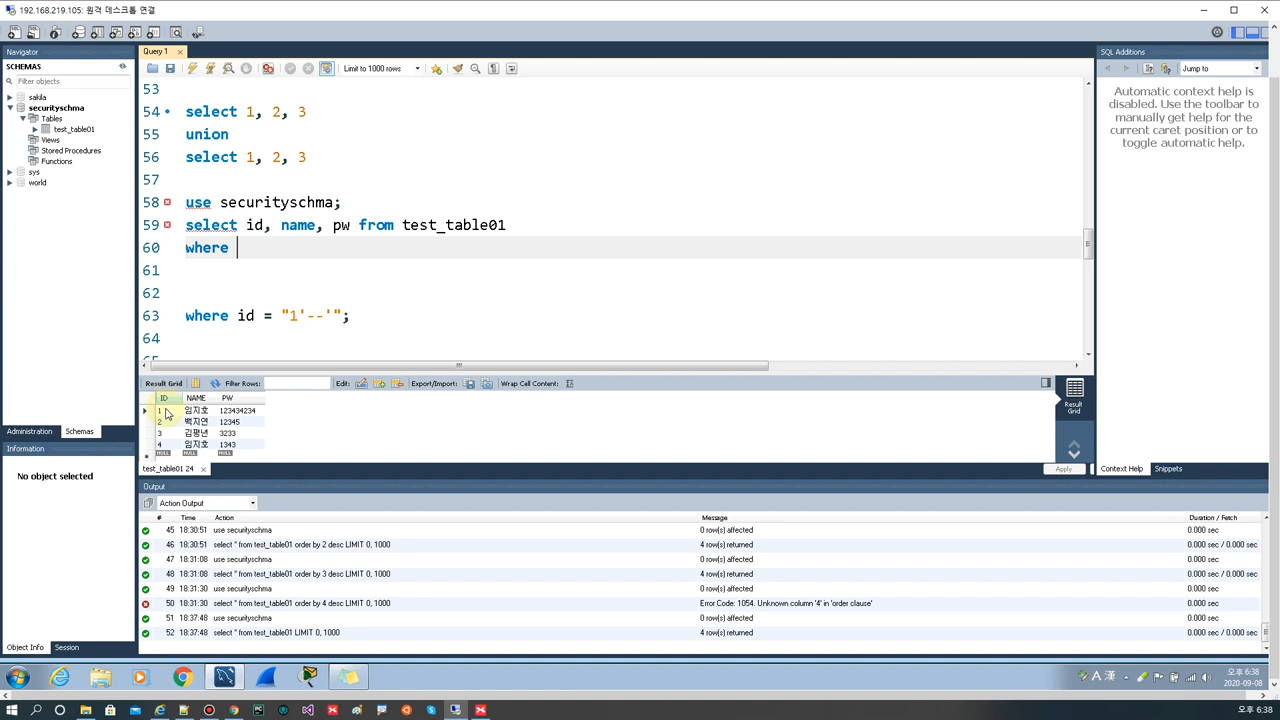 192.168.219.105: 원격 데스크톱 연결
Navigator
SCHEMAS
Filter objects
sakila
securityschma
Tables
test_table01
Views
Stored Procedures
Functions
sys
world
Administration Schemas
Information
No object selected
Object Info Session
Query 1
Limit to 1000 rows
53
54 select 1, 2, 3
55 union
56 select 1, 2, 3
57
58 use securityschma;
59 select id, name, pw from test_table01
60 where
61
62
63 where id = "1'--'";
64
65
Result Grid Filter Rows: Edit: Export/Import: Wrap Cell Content:
ID NAME PW
1 임지호 123434234
2 백지연 12345
3 김평년 3233
4 임지호 1343
NULL NULL NULL
Result Grid
test_table01 24
Apply
Output
Action Output
# Time Action Message Duration / Fetch
45 18:30:51 use securityschma 0 row(s) affected 0.000 sec
46 18:30:51 select * from test_table01 order by 2 desc LIMIT 0, 1000 4 row(s) returned 0.000 sec / 0.000 sec
47 18:31:08 use securityschma 0 row(s) affected 0.000 sec
48 18:31:08 select * from test_table01 order by 3 desc LIMIT 0, 1000 4 row(s) returned 0.000 sec / 0.000 sec
49 18:31:30 use securityschma 0 row(s) affected 0.000 sec
50 18:31:30 select * from test_table01 order by 4 desc LIMIT 0, 1000 Error Code: 1054. Unknown column '4' in 'order clause' 0.000 sec
51 18:37:48 use securityschma 0 row(s) affected 0.000 sec
52 18:37:48 select * from test_table01 LIMIT 0, 1000 4 row(s) returned 0.000 sec / 0.000 sec
SQL Additions
Jump to
Automatic context help is
disabled. Use the toolbar to
manually get help for the
current caret position or to
toggle automatic help.
Context Help Snippets
A 漢
오후 6:38
2020-09-08
오후 6:38